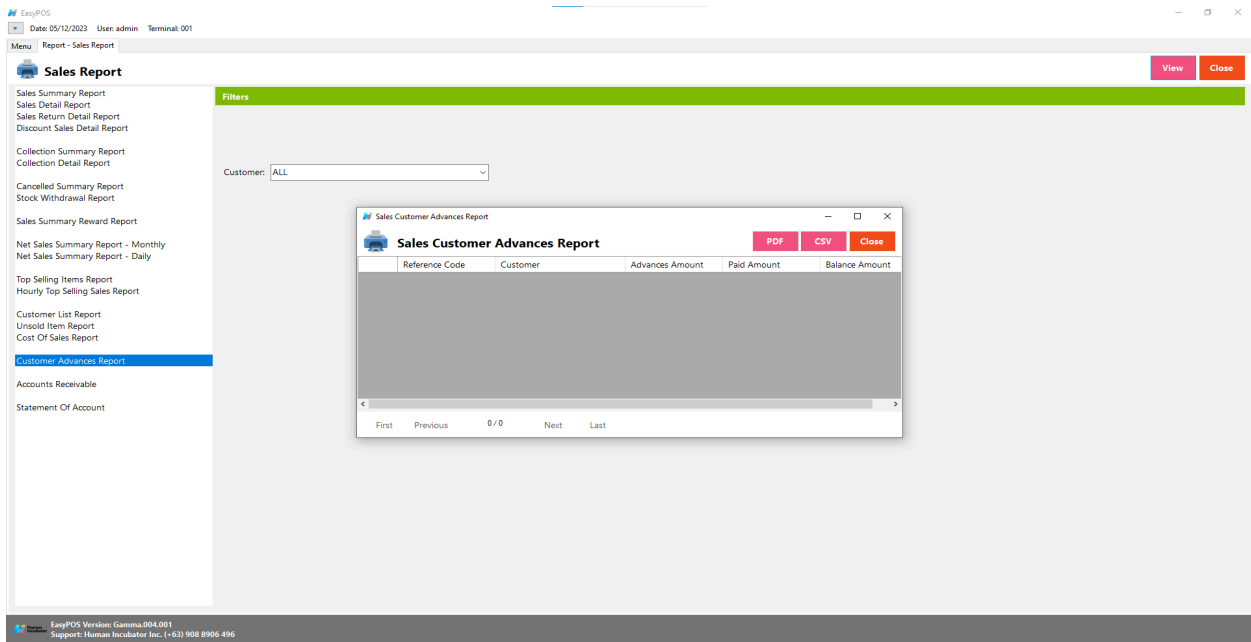 EasyPOS
Date: 05/12/2023 User: admin Terminal: 001
Menu Report - Sales Report
Sales Report
View Close
Sales Summary Report
Sales Detail Report
Sales Return Detail Report
Discount Sales Detail Report
Collection Summary Report
Collection Detail Report
Cancelled Summary Report
Stock Withdrawal Report
Sales Summary Reward Report
Net Sales Summary Report - Monthly
Net Sales Summary Report - Daily
Top Selling Items Report
Hourly Top Selling Sales Report
Customer List Report
Unsold Item Report
Cost Of Sales Report
Customer Advances Report
Accounts Receivable
Statement Of Account
Filters
Customer: ALL
Sales Customer Advances Report
Sales Customer Advances Report
PDF CSV Close
Reference Code Customer Advances Amount Paid Amount Balance Amount
First Previous 0 / 0 Next Last
Human Incubator
EasyPOS Version: Gamma.004.001
Support: Human Incubator Inc. (+63) 908 8906 496